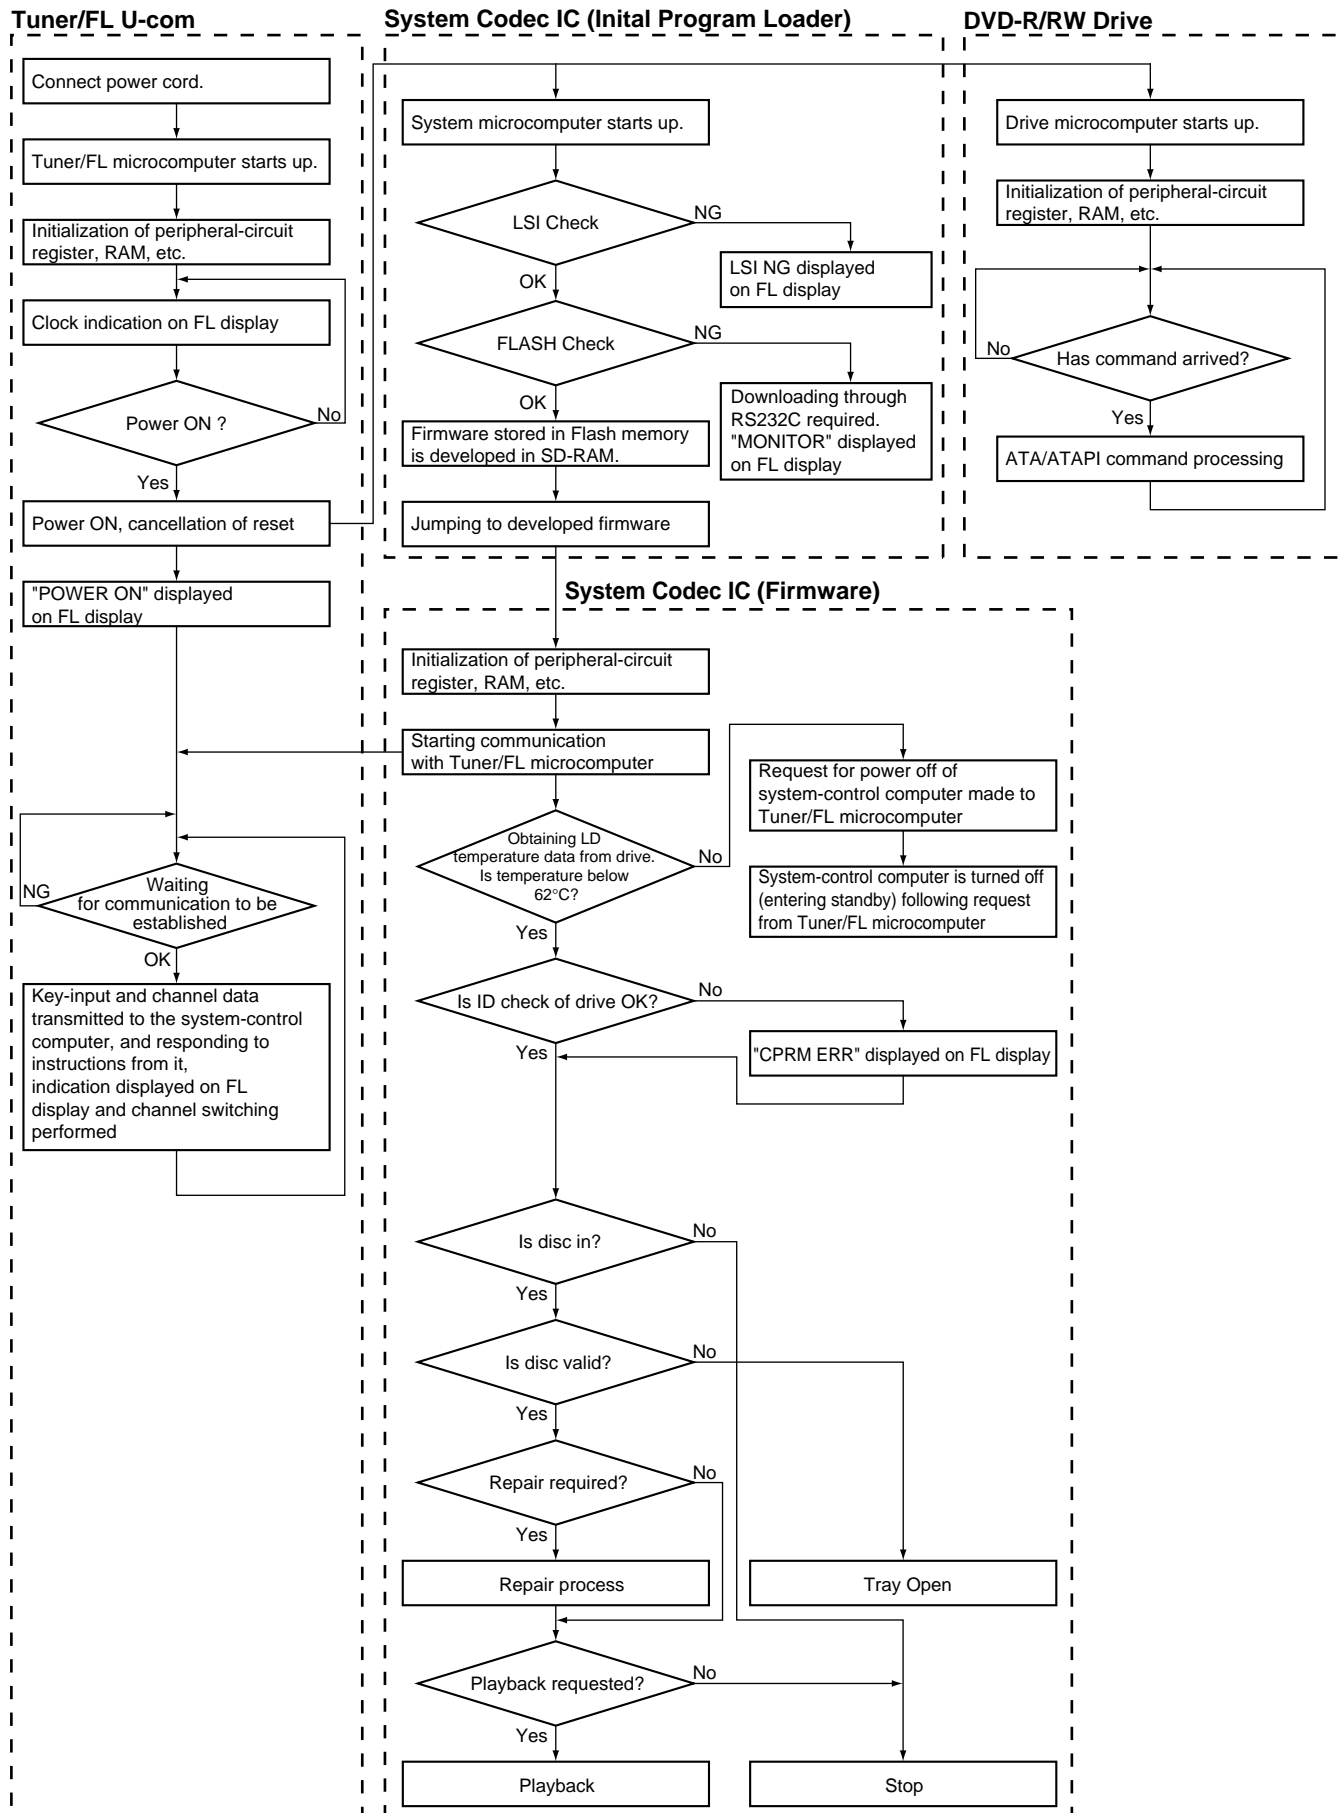 Tuner/FL U-com
Connect power cord.
Tuner/FL microcomputer starts up.
Initialization of peripheral-circuit
register, RAM, etc.
Clock indication on FL display
Power ON ?
No
Yes
Power ON, cancellation of reset
"POWER ON" displayed
on FL display
Waiting
for communication to be
established
NG
OK
Key-input and channel data
transmitted to the system-control
computer, and responding to
instructions from it,
indication displayed on FL
display and channel switching
performed
System Codec IC (Inital Program Loader)
System microcomputer starts up.
LSI Check
NG
LSI NG displayed
on FL display
OK
FLASH Check
NG
Downloading through
RS232C required.
"MONITOR" displayed
on FL display
OK
Firmware stored in Flash memory
is developed in SD-RAM.
Jumping to developed firmware
DVD-R/RW Drive
Drive microcomputer starts up.
Initialization of peripheral-circuit
register, RAM, etc.
No
Has command arrived?
Yes
ATA/ATAPI command processing
System Codec IC (Firmware)
Initialization of peripheral-circuit
register, RAM, etc.
Starting communication
with Tuner/FL microcomputer
Obtaining LD
temperature data from drive.
Is temperature below
62°C?
No
Request for power off of
system-control computer made to
Tuner/FL microcomputer
System-control computer is turned off
(entering standby) following request
from Tuner/FL microcomputer
Yes
Is ID check of drive OK?
No
"CPRM ERR" displayed on FL display
Yes
Is disc in?
No
Yes
Is disc valid?
No
Yes
Repair required?
No
Yes
Repair process
Tray Open
Playback requested?
No
Yes
Playback
Stop